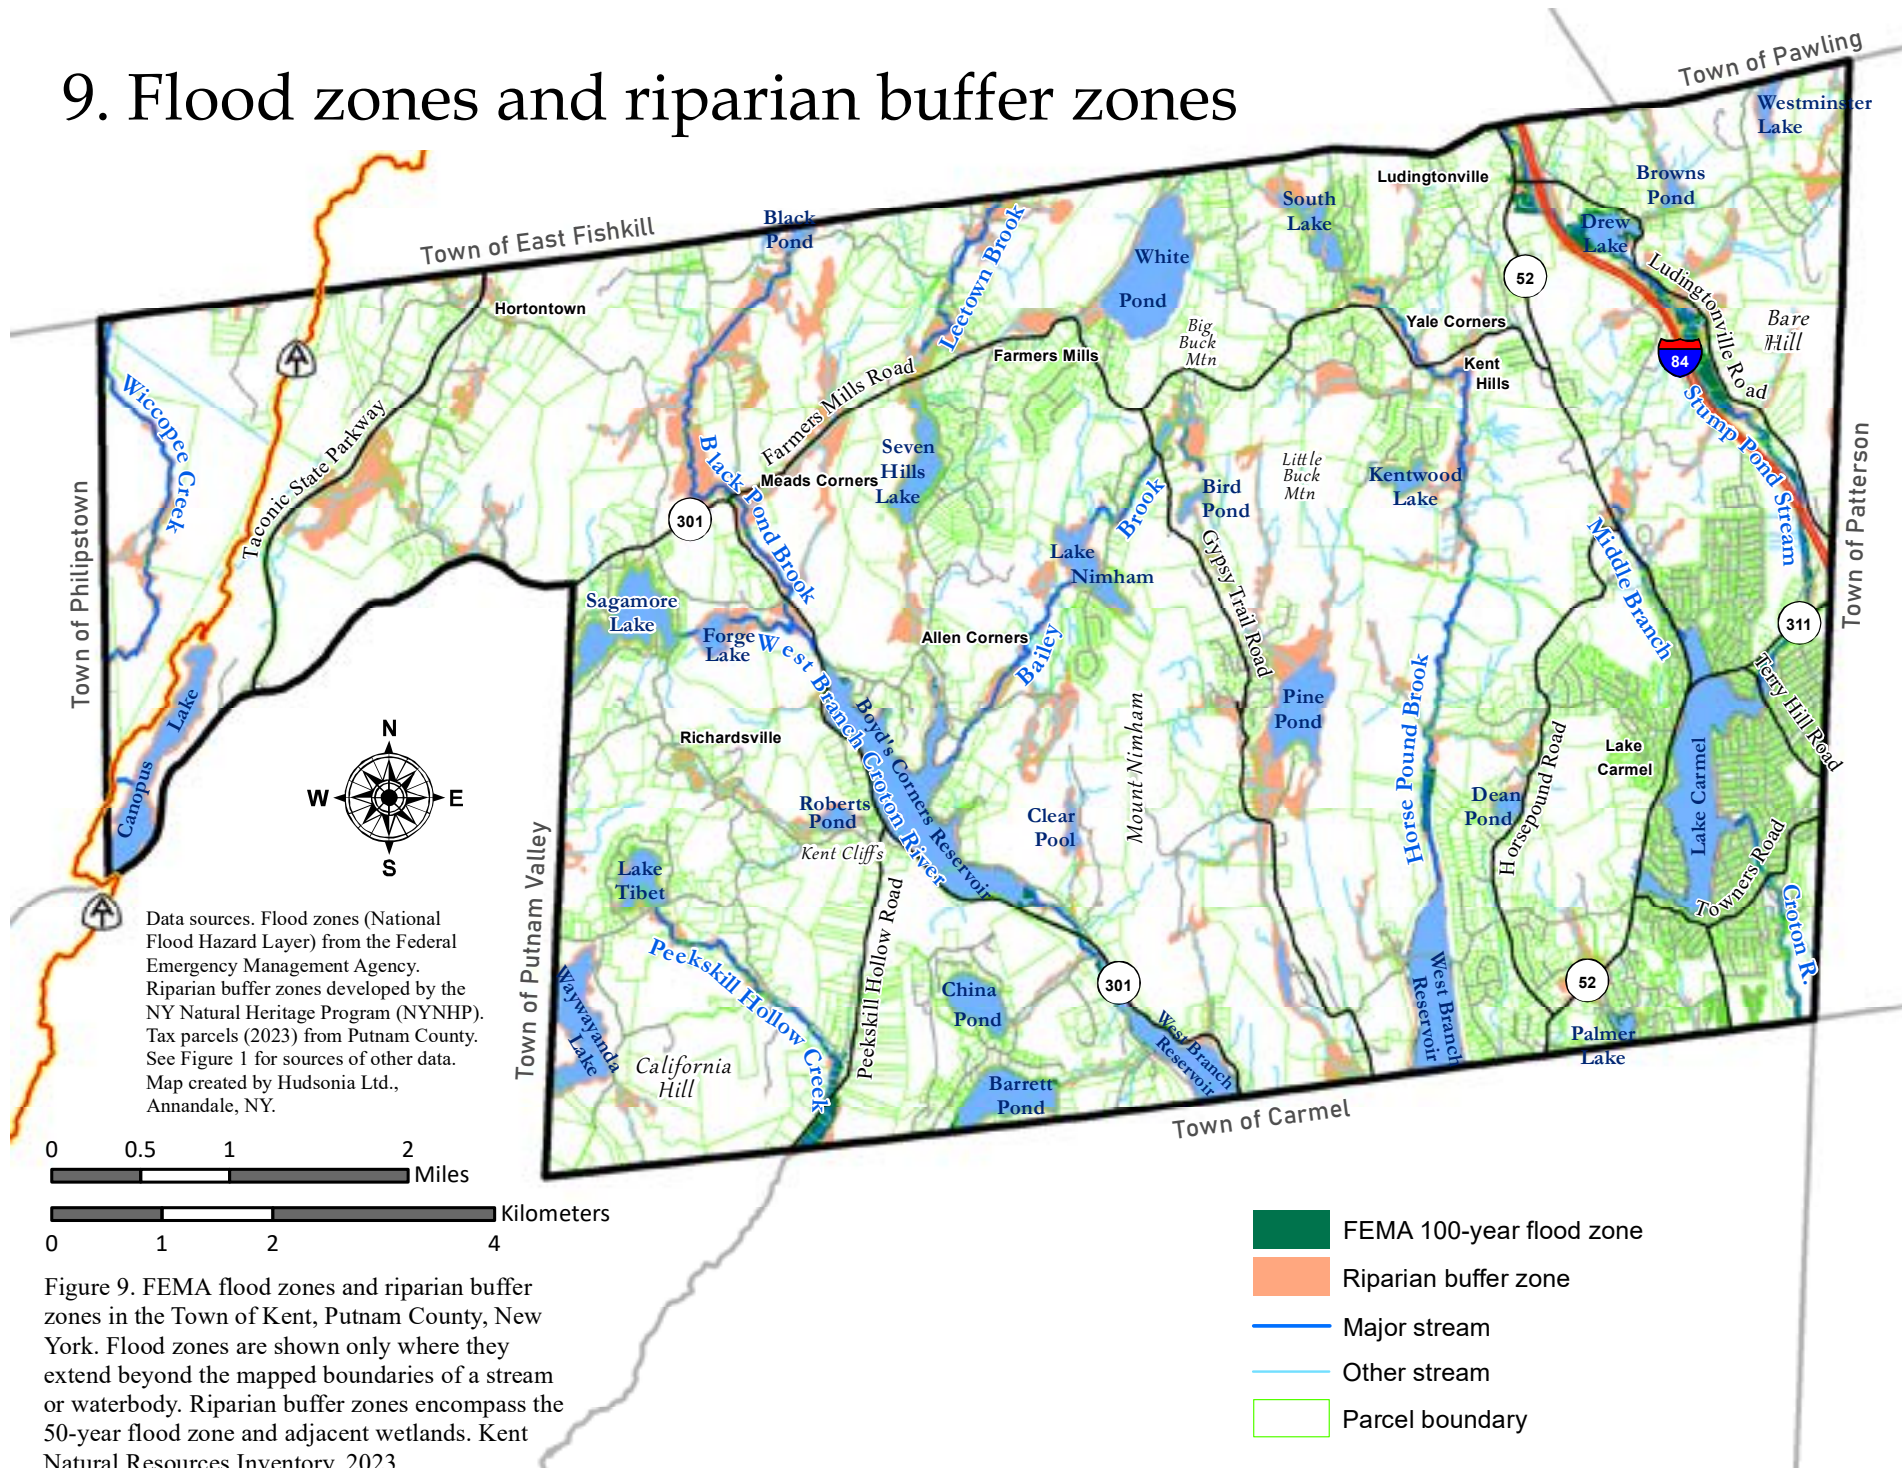 9. Flood zones and riparian buffer zones
Town of Pawling
Westminster
Lake
Browns
Pond
Ludingtonville
South
Lake
Drew
Lake
Black
Pond
Town of East Fishkill
Leetown Brook
White
Pond
52
Ludingtonville Road
Hortontown
Big
Buck
Mtn
Yale Corners
Bare
Hill
Farmers Mills
Kent
Hills
84
Wiccopee Creek
Farmers Mills Road
Stump Pond Stream
Taconic State Parkway
Black Pond Brook
Meads Corners
Seven
Hills
Lake
Little
Buck
Mtn
Kentwood
Lake
Bird
Pond
301
Bailey Brook
Lake
Nimham
Gypsy Trail Road
Middle Branch
Town of Patterson
Town of Philipstown
Sagamore
Lake
Forge
Lake
Allen Corners
311
West Branch Croton River
Boyd's Corners Reservoir
Pine
Pond
Horse Pound Brook
Terry Hill Road
Canopus Lake
Richardsville
Mount Nimham
Horsepound Road
Lake
Carmel
Lake Carmel
N
W
E
S
Roberts
Pond
Clear
Pool
Dean
Pond
Kent Cliffs
Towners Road
Lake
Tibet
Town of Putnam Valley
Peekskill Hollow Road
Croton R.
Peekskill Hollow Creek
Waywayanda
Lake
China
Pond
301
West Branch
Reservoir
West Branch
Reservoir
52
Palmer
Lake
California
Hill
Barrett
Pond
Town of Carmel
Data sources. Flood zones (National
Flood Hazard Layer) from the Federal
Emergency Management Agency.
Riparian buffer zones developed by the
NY Natural Heritage Program (NYNHP).
Tax parcels (2023) from Putnam County.
See Figure 1 for sources of other data.
Map created by Hudsonia Ltd.,
Annandale, NY.
0 0.5 1 2
Miles
Kilometers
0 1 2 4
Figure 9. FEMA flood zones and riparian buffer
zones in the Town of Kent, Putnam County, New
York. Flood zones are shown only where they
extend beyond the mapped boundaries of a stream
or waterbody. Riparian buffer zones encompass the
50-year flood zone and adjacent wetlands. Kent
Natural Resources Inventory, 2023
FEMA 100-year flood zone
Riparian buffer zone
Major stream
Other stream
Parcel boundary